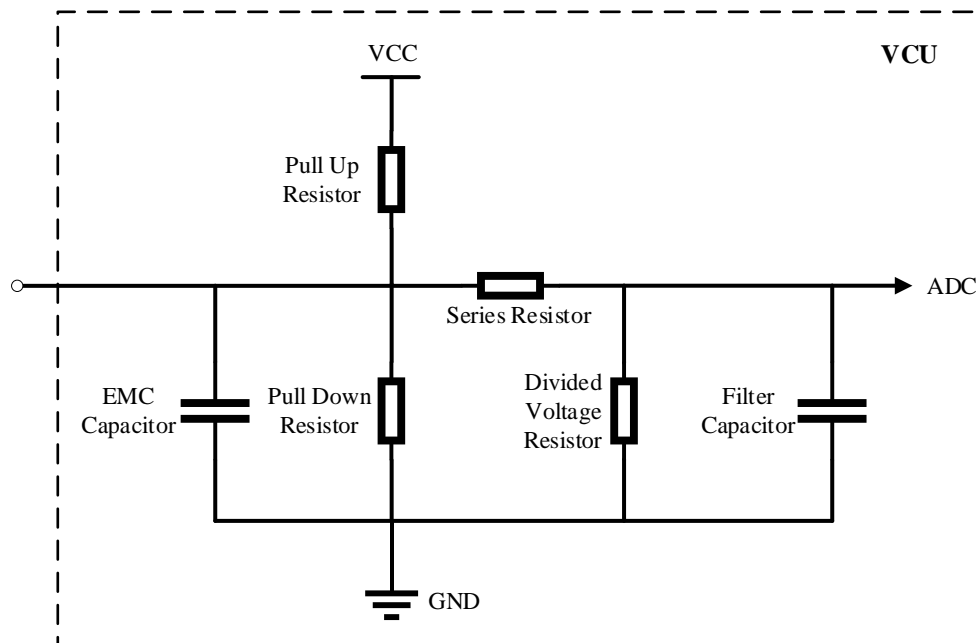 VCC
VCU
Pull Up
Resistor
ADC
Series Resistor
EMC
Capacitor
Pull Down
Resistor
Divided
Voltage
Resistor
Filter
Capacitor
GND